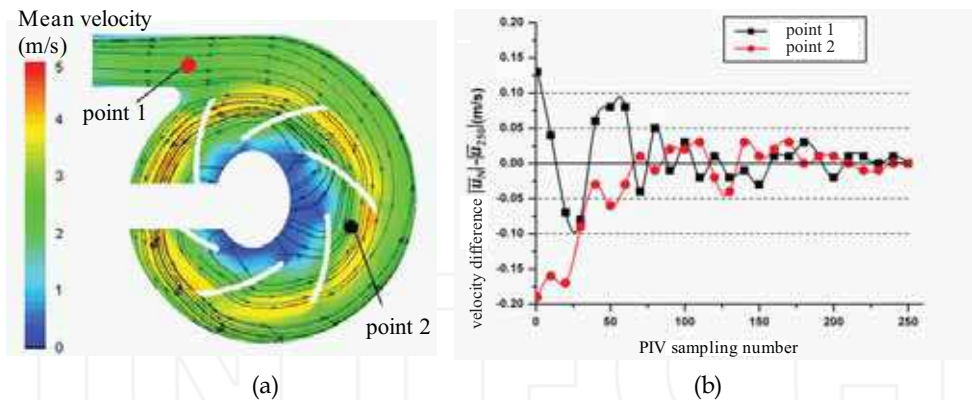 Mean velocity
(m/s)
5
4
3
2
1
0
point 1
point 2
(a)
velocity difference |u̅N|-|u̅250|(m/s)
0.20
0.15
0.10
0.05
0.00
-0.05
-0.10
-0.15
-0.20
point 1
point 2
0 50 100 150 200 250
PIV sampling number
(b)